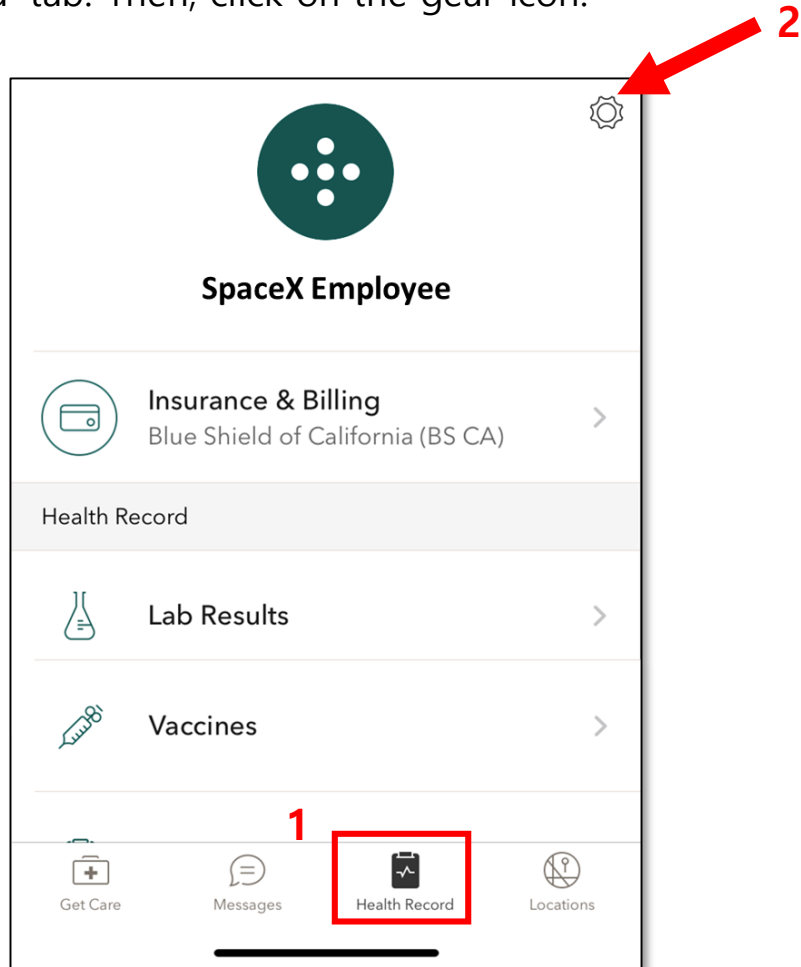 tab. Then, click on the gear icon.
2
SpaceX Employee
Insurance & Billing
Blue Shield of California (BS CA)
Health Record
Lab Results
Vaccines
1
Get Care
Messages
Health Record
Locations